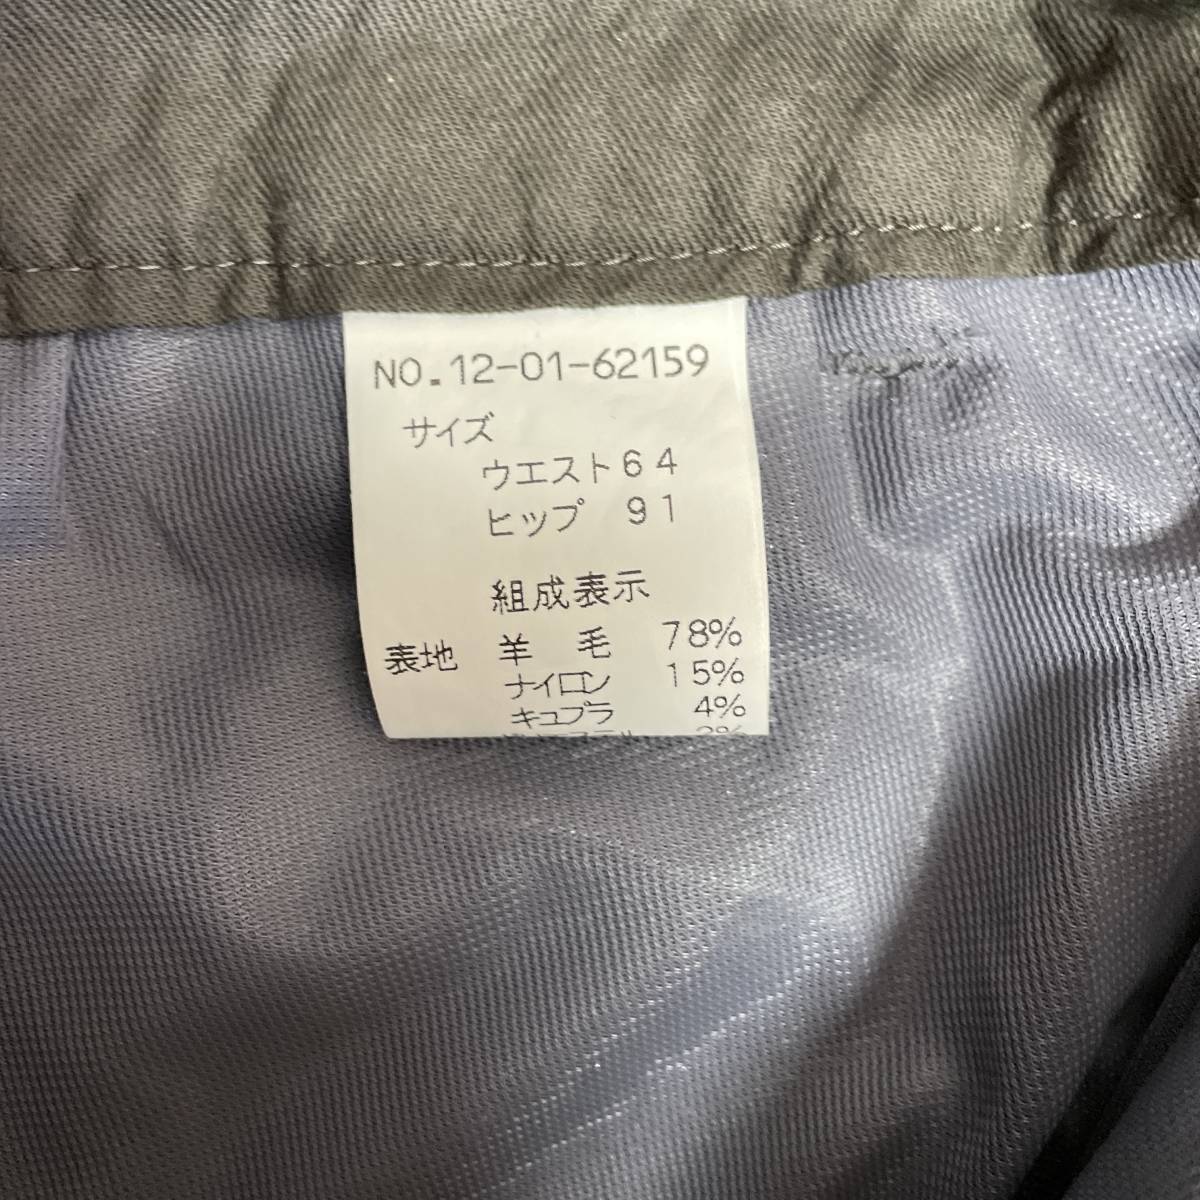 NO.12-01-62159
サイズ
ウエスト64
ヒップ 91
組成表示
表地 羊 毛 78%
ナイロン 15%
キュプラ 4%